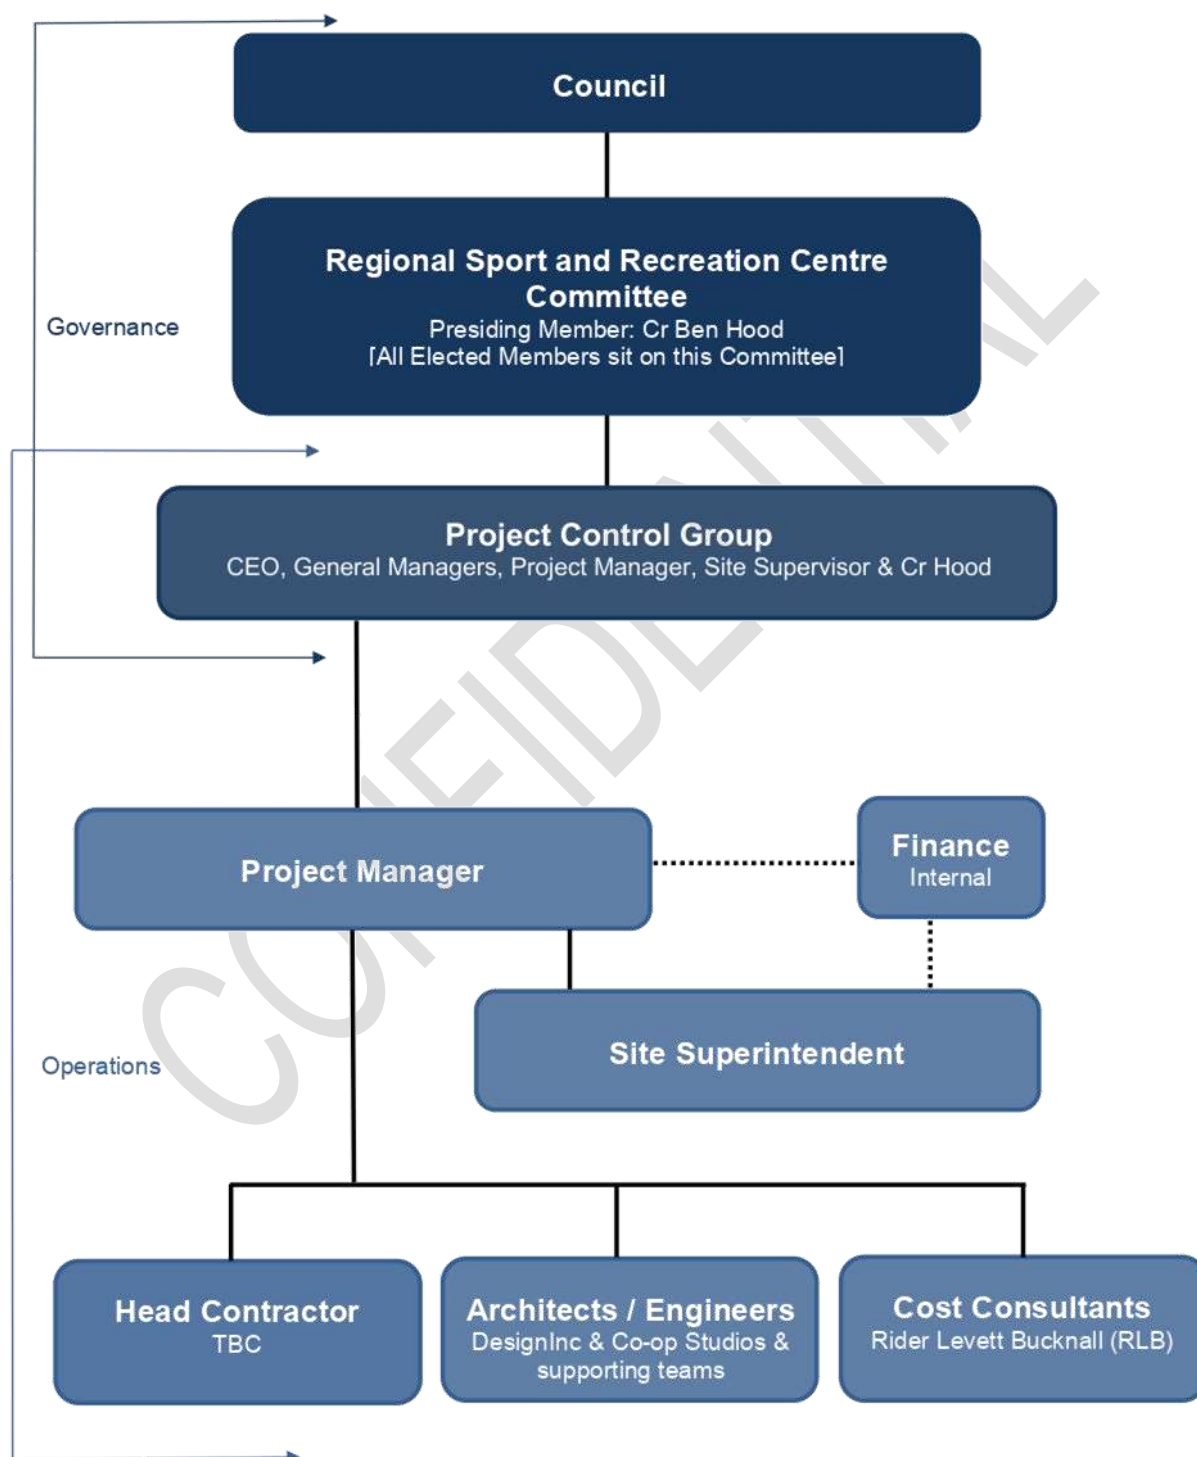 Council
Regional Sport and Recreation Centre
Committee
Presiding Member: Cr Ben Hood
[All Elected Members sit on this Committee]
Governance
Project Control Group
CEO, General Managers, Project Manager, Site Supervisor & Cr Hood
CONFIDENTIAL
Project Manager
Finance
Internal
Site Superintendent
Operations
Head Contractor
TBC
Architects / Engineers
DesignInc & Co-op Studios &
supporting teams
Cost Consultants
Rider Levett Bucknall (RLB)